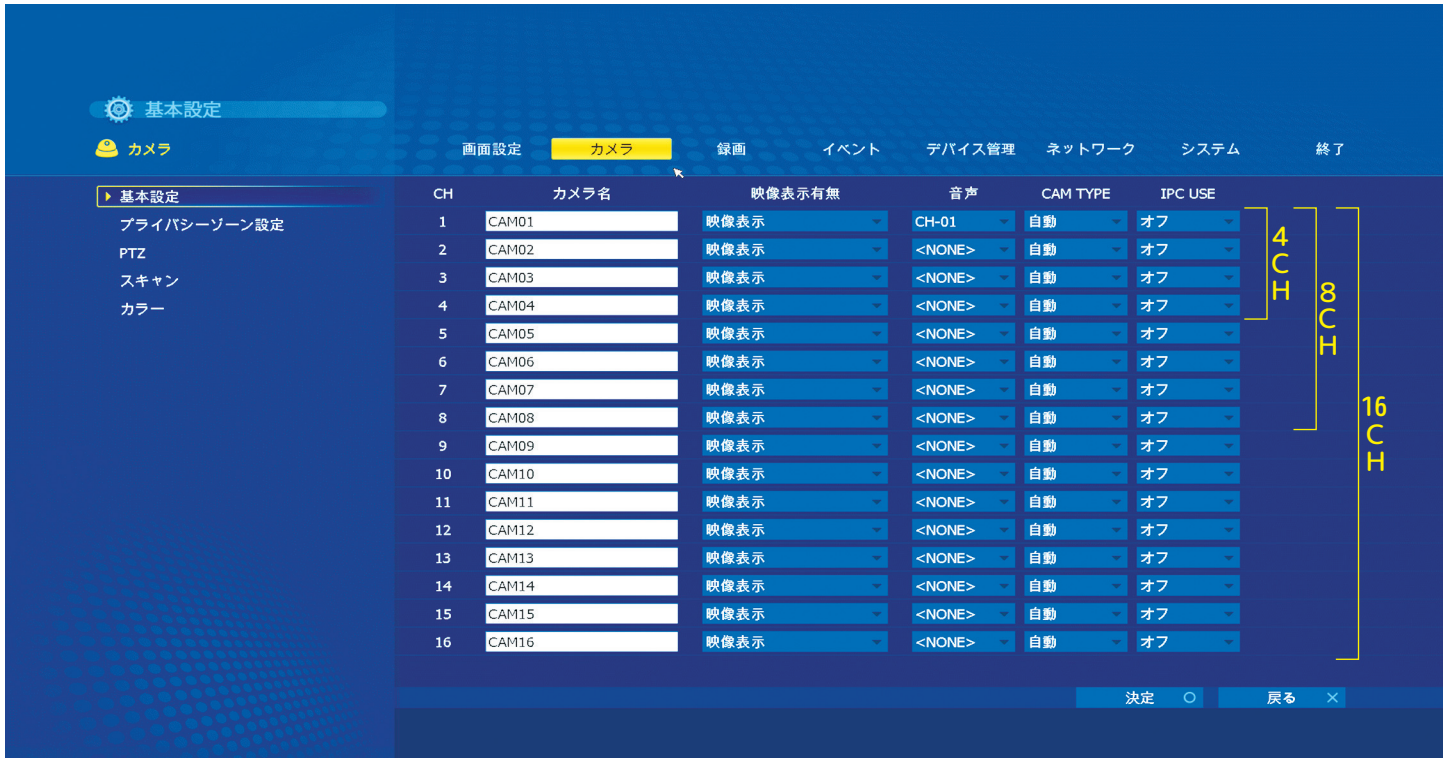 基本設定
カメラ 画面設定 カメラ 録画 イベント デバイス管理 ネットワーク システム 終了
基本設定
プライバシーゾーン設定
PTZ
スキャン
カラー
CH カメラ名 映像表示有無 音声 CAM TYPE IPC USE
1 CAM01 映像表示 CH-01 自動 オフ
2 CAM02 映像表示 <NONE> 自動 オフ
3 CAM03 映像表示 <NONE> 自動 オフ
4 CAM04 映像表示 <NONE> 自動 オフ
5 CAM05 映像表示 <NONE> 自動 オフ
6 CAM06 映像表示 <NONE> 自動 オフ
7 CAM07 映像表示 <NONE> 自動 オフ
8 CAM08 映像表示 <NONE> 自動 オフ
9 CAM09 映像表示 <NONE> 自動 オフ
10 CAM10 映像表示 <NONE> 自動 オフ
11 CAM11 映像表示 <NONE> 自動 オフ
12 CAM12 映像表示 <NONE> 自動 オフ
13 CAM13 映像表示 <NONE> 自動 オフ
14 CAM14 映像表示 <NONE> 自動 オフ
15 CAM15 映像表示 <NONE> 自動 オフ
16 CAM16 映像表示 <NONE> 自動 オフ
4CH
8CH
16CH
決定 戻る